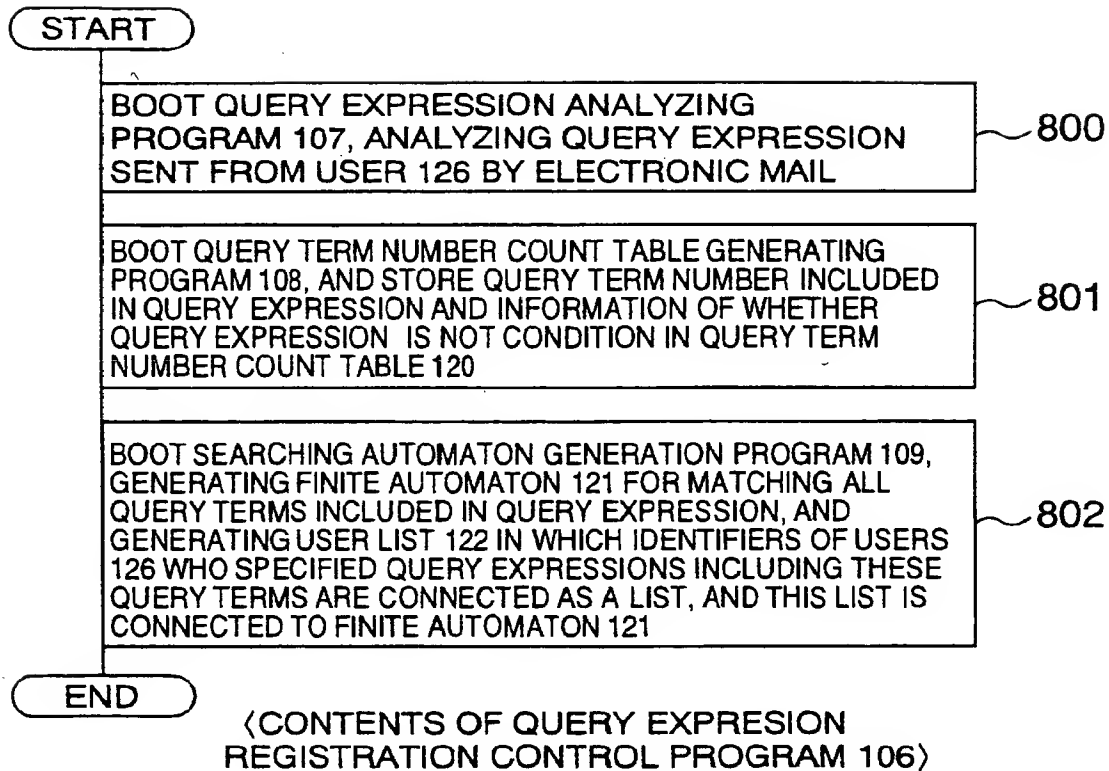 START
BOOT QUERY EXPRESSION ANALYZING
PROGRAM 107, ANALYZING QUERY EXPRESSION
SENT FROM USER 126 BY ELECTRONIC MAIL
800
BOOT QUERY TERM NUMBER COUNT TABLE GENERATING
PROGRAM 108, AND STORE QUERY TERM NUMBER INCLUDED
IN QUERY EXPRESSION AND INFORMATION OF WHETHER
QUERY EXPRESSION IS NOT CONDITION IN QUERY TERM
NUMBER COUNT TABLE 120
801
BOOT SEARCHING AUTOMATON GENERATION PROGRAM 109,
GENERATING FINITE AUTOMATON 121 FOR MATCHING ALL
QUERY TERMS INCLUDED IN QUERY EXPRESSION, AND
GENERATING USER LIST 122 IN WHICH IDENTIFIERS OF USERS
126 WHO SPECIFIED QUERY EXPRESSIONS INCLUDING THESE
QUERY TERMS ARE CONNECTED AS A LIST, AND THIS LIST IS
CONNECTED TO FINITE AUTOMATON 121
802
END
〈CONTENTS OF QUERY EXPRESION
REGISTRATION CONTROL PROGRAM 106〉